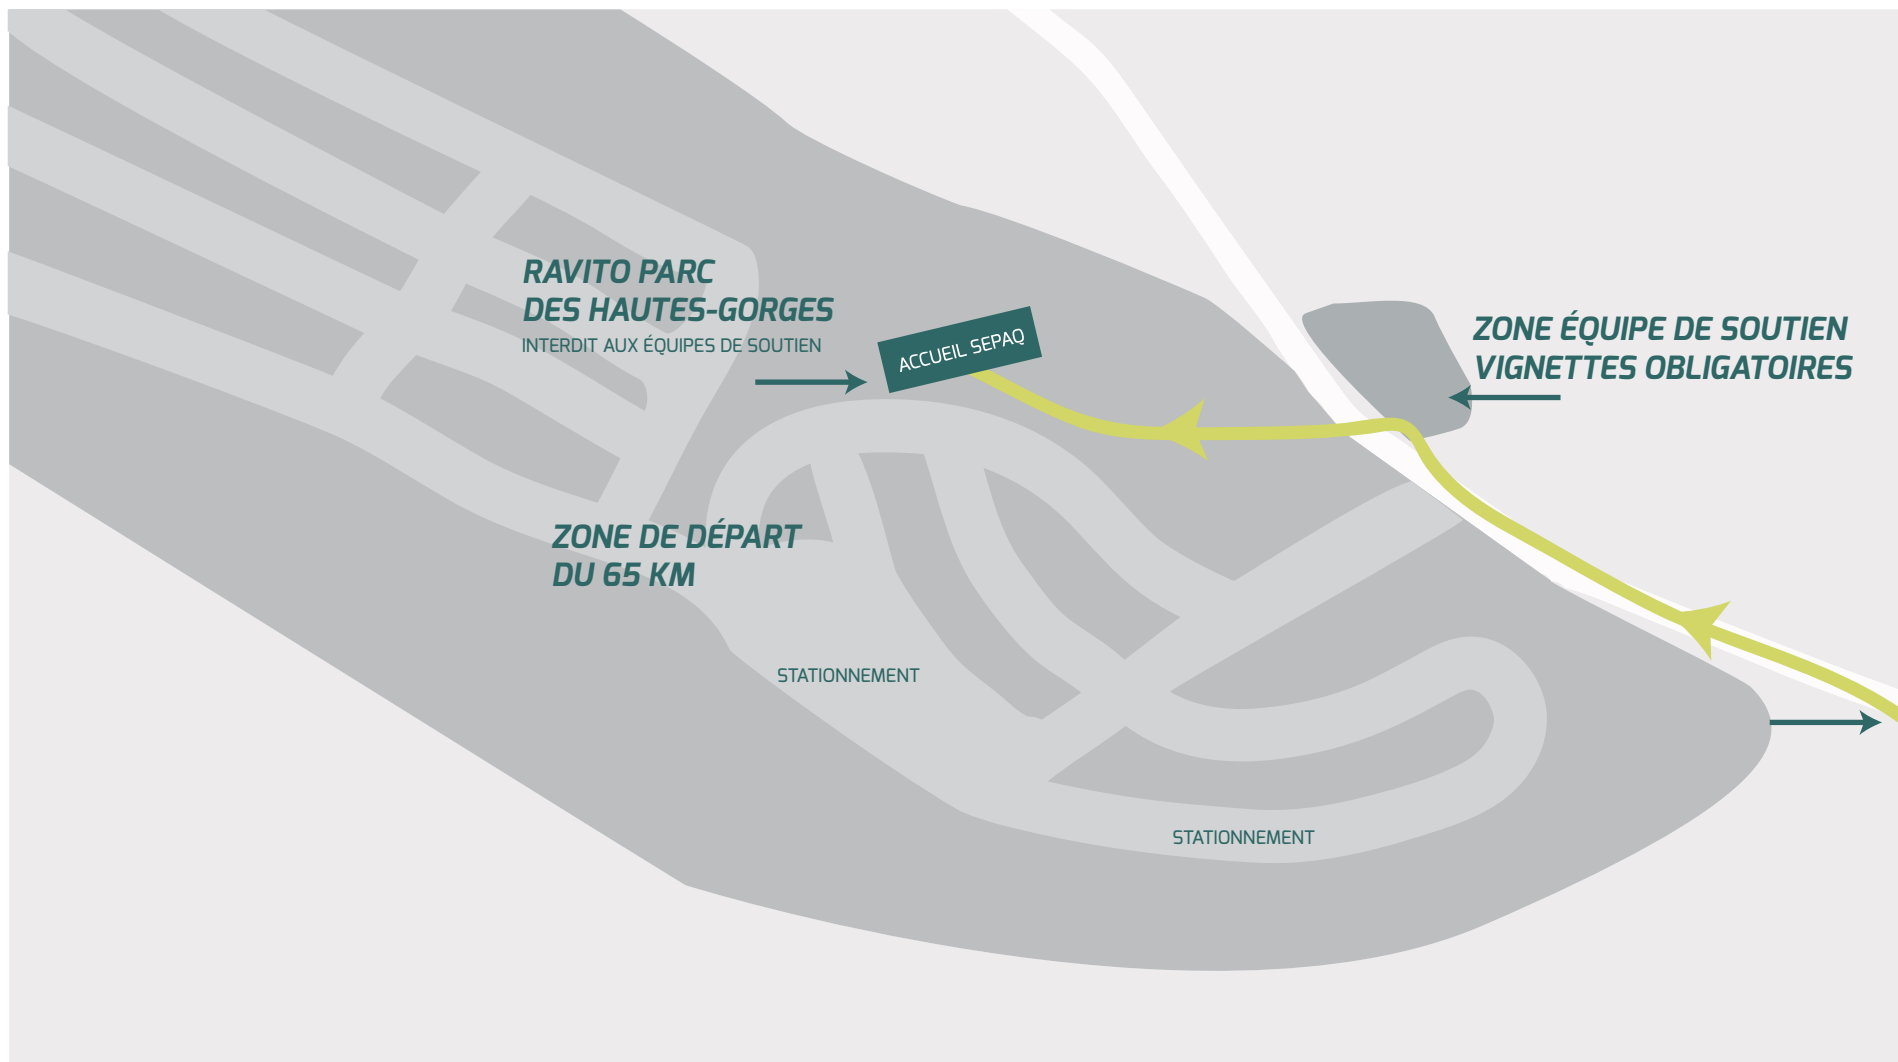 RAVITO PARC
DES HAUTES-GORGES
INTERDIT AUX ÉQUIPES DE SOUTIEN
ACCUEIL SEPAQ
ZONE ÉQUIPE DE SOUTIEN
VIGNETTES OBLIGATOIRES
ZONE DE DÉPART
DU 65 KM
STATIONNEMENT
STATIONNEMENT